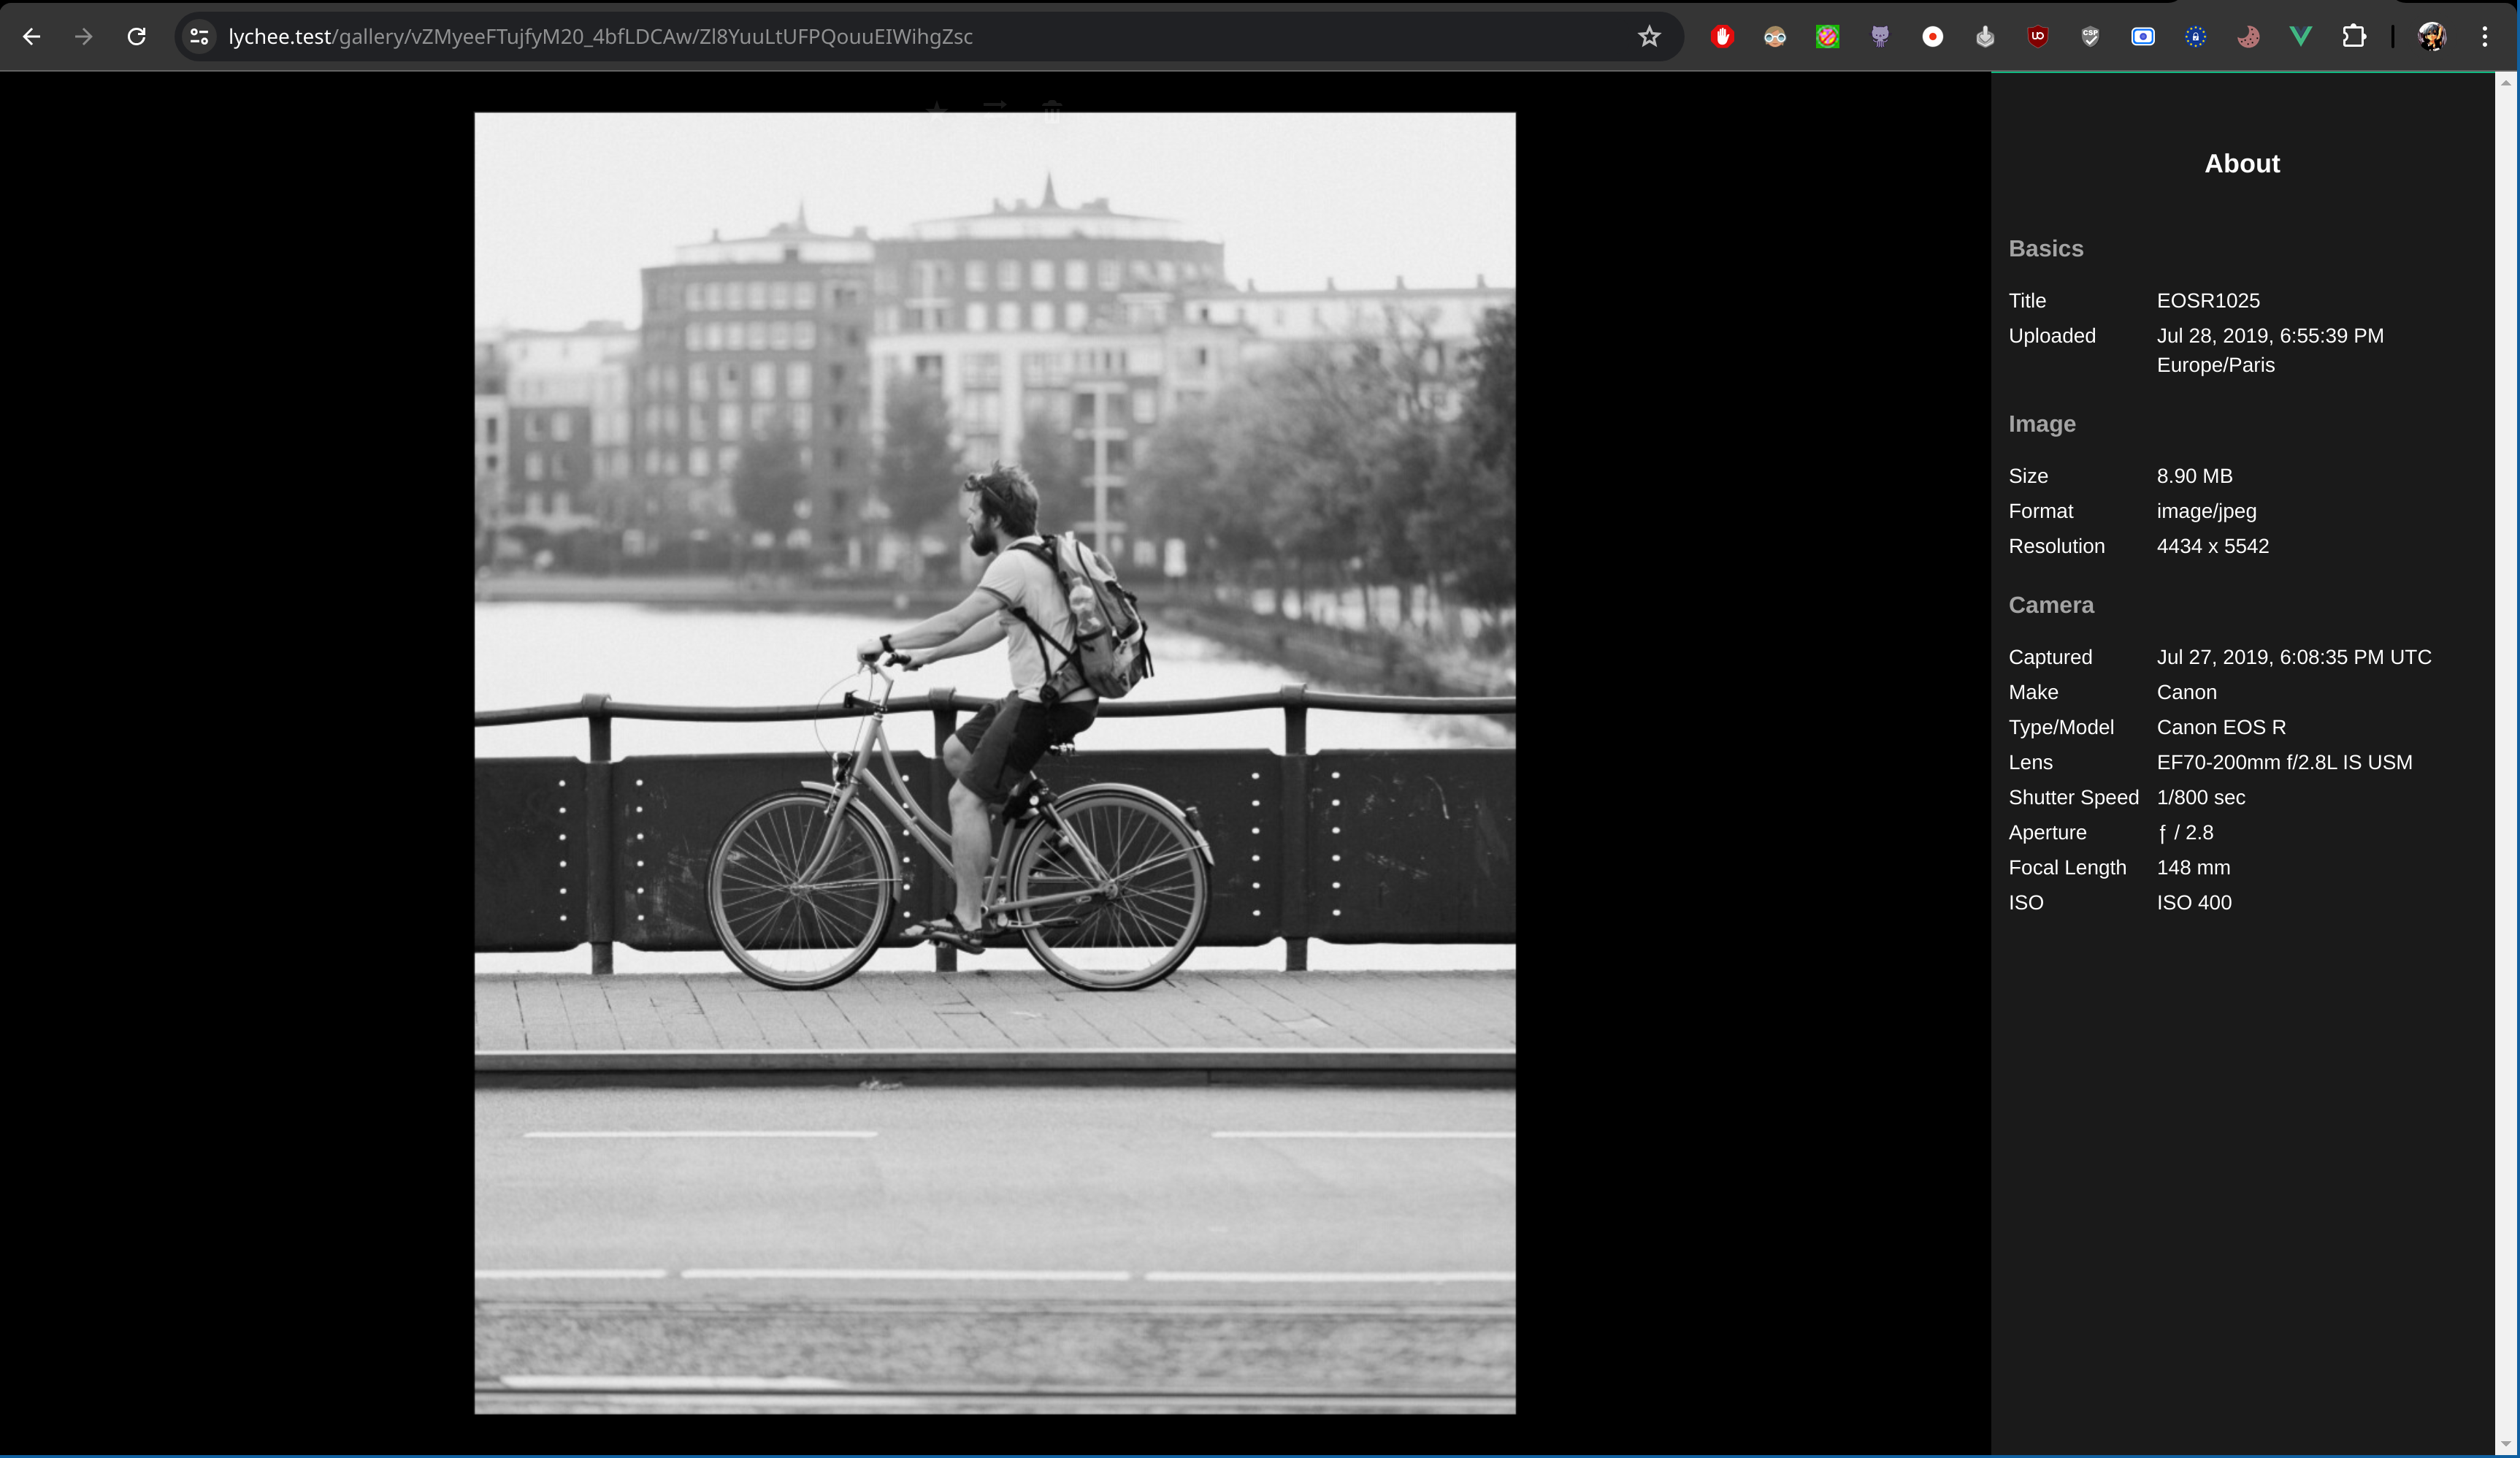 lychee.test/gallery/vZMyeeFTujfyM20_4bfLDCAw/Zl8YuuLtUFPQouuEIWihgZsc
UO
CSP
About
Basics
Title EOSR1025
Uploaded Jul 28, 2019, 6:55:39 PM
Europe/Paris
Image
Size 8.90 MB
Format image/jpeg
Resolution 4434 x 5542
Camera
Captured Jul 27, 2019, 6:08:35 PM UTC
Make Canon
Type/Model Canon EOS R
Lens EF70-200mm f/2.8L IS USM
Shutter Speed 1/800 sec
Aperture ƒ / 2.8
Focal Length 148 mm
ISO ISO 400